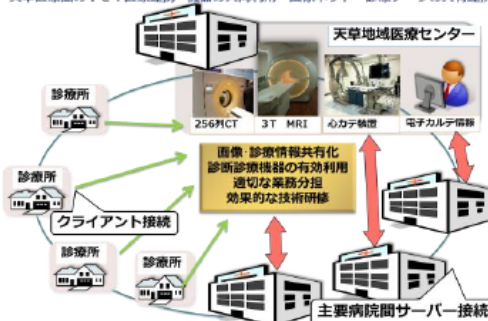 天草地域医療センター
診療所
256列CT
3T MRI
心カテ装置
電子カルテ情報
画像・診療情報共有化
診断診療機器の有効利用
適切な業務分担
効果的な技術研修
診療所
クライアント接続
診療所
診療所
主要病院間サーバー接続